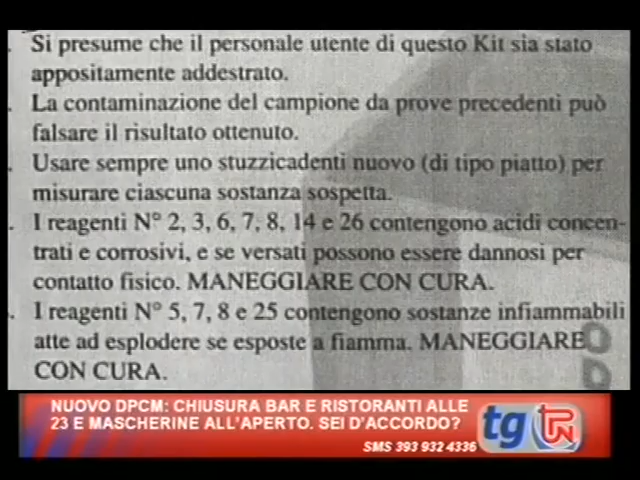 . Si presume che il personale utente di questo Kit sia stato
appositamente addestrato.
. La contaminazione del campione da prove precedenti può
falsare il risultato ottenuto.
. Usare sempre uno stuzzicadenti nuovo (di tipo piatto) per
misurare ciascuna sostanza sospetta.
. I reagenti N° 2, 3, 6, 7, 8, 14 e 26 contengono acidi concen-
trati e corrosivi, e se versati possono essere dannosi per
contatto fisico. MANEGGIARE CON CURA.
. I reagenti N° 5, 7, 8 e 25 contengono sostanze infiammabili
atte ad esplodere se esposte a fiamma. MANEGGIARE
CON CURA.
NUOVO DPCM: CHIUSURA BAR E RISTORANTI ALLE
23 E MASCHERINE ALL'APERTO. SEI D'ACCORDO?
SMS 393 932 4336
tg TPN